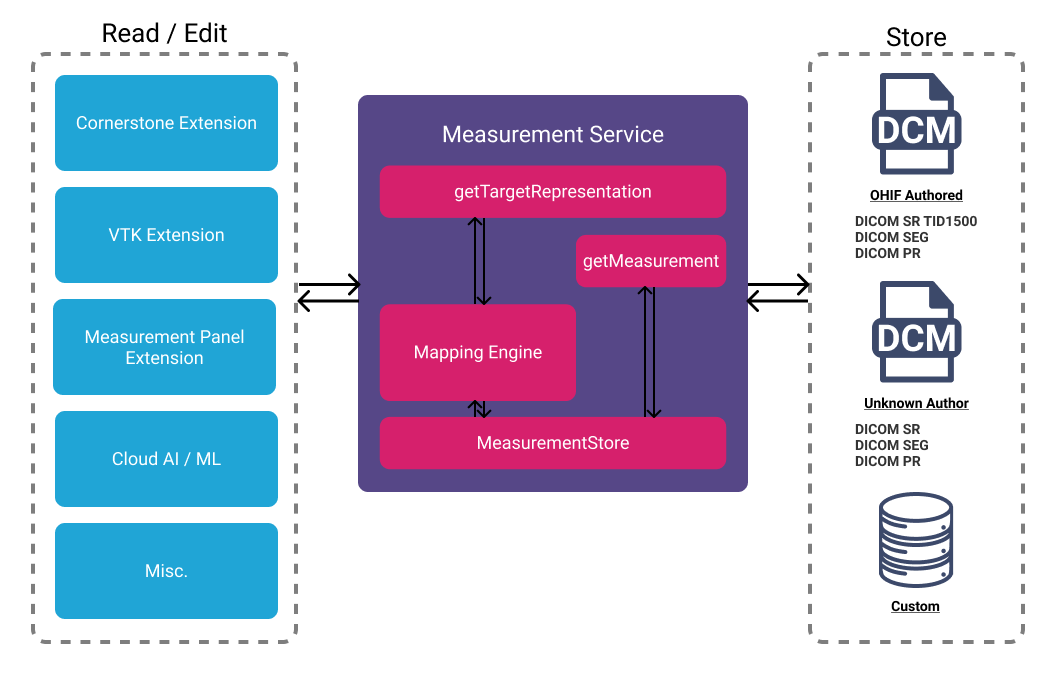 Read / Edit
Cornerstone Extension
VTK Extension
Measurement Panel
Extension
Cloud AI / ML
Misc.
Measurement Service
getTargetRepresentation
getMeasurement
Mapping Engine
MeasurementStore
Store
DCM
OHIF Authored
DICOM SR TID1500
DICOM SEG
DICOM PR
DCM
Unknown Author
DICOM SR
DICOM SEG
DICOM PR
Custom